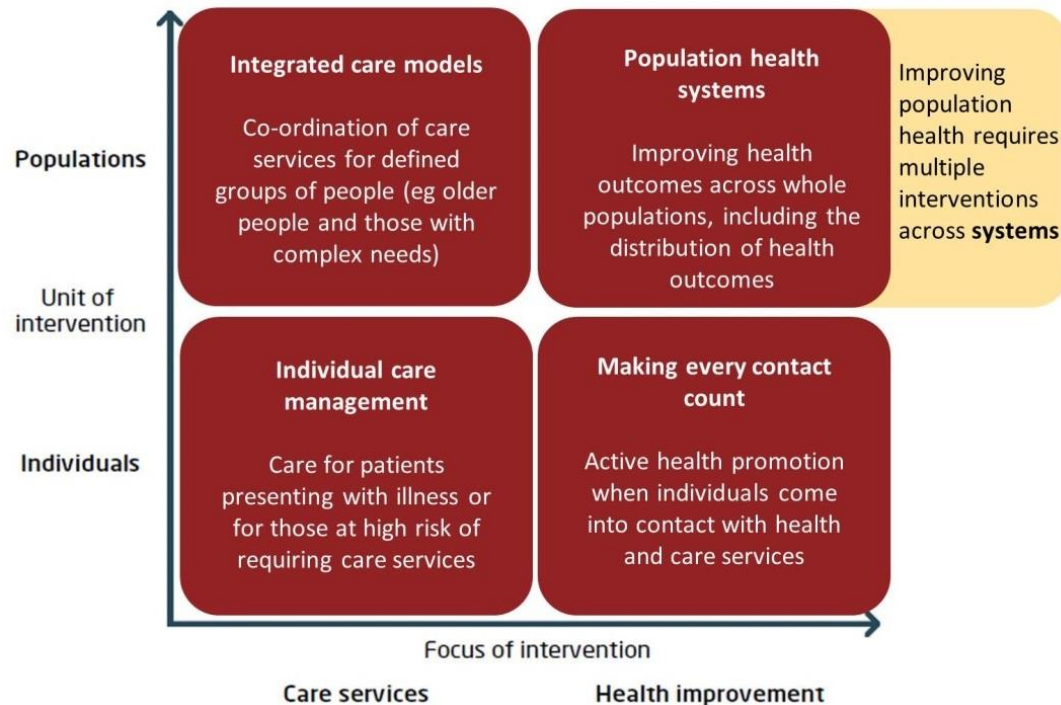 Integrated care models
Co-ordination of care
services for defined
groups of people (eg older
people and those with
complex needs)
Population health
systems
Improving health
outcomes across whole
populations, including the
distribution of health
outcomes
Improving
population
health requires
multiple
interventions
across systems
Populations
Unit of
intervention
Individuals
Individual care
management
Care for patients
presenting with illness or
for those at high risk of
requiring care services
Making every contact
count
Active health promotion
when individuals come
into contact with health
and care services
Focus of intervention
Care services
Health improvement